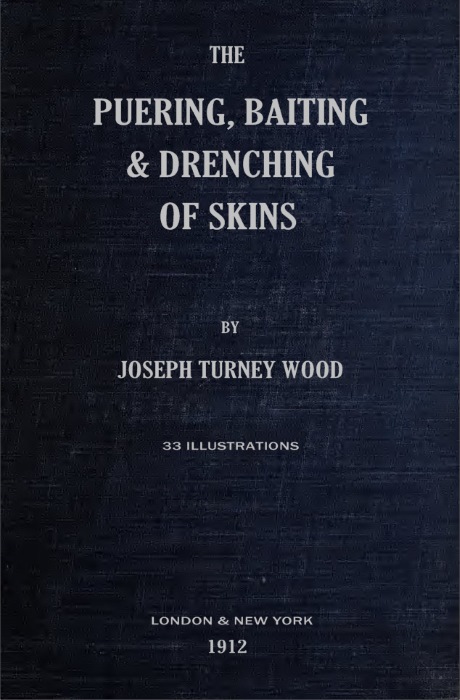 THE
PUERING, BAITING
& DRENCHING
OF SKINS
BY
JOSEPH TURNEY WOOD
33 ILLUSTRATIONS
LONDON & NEW YORK
1912